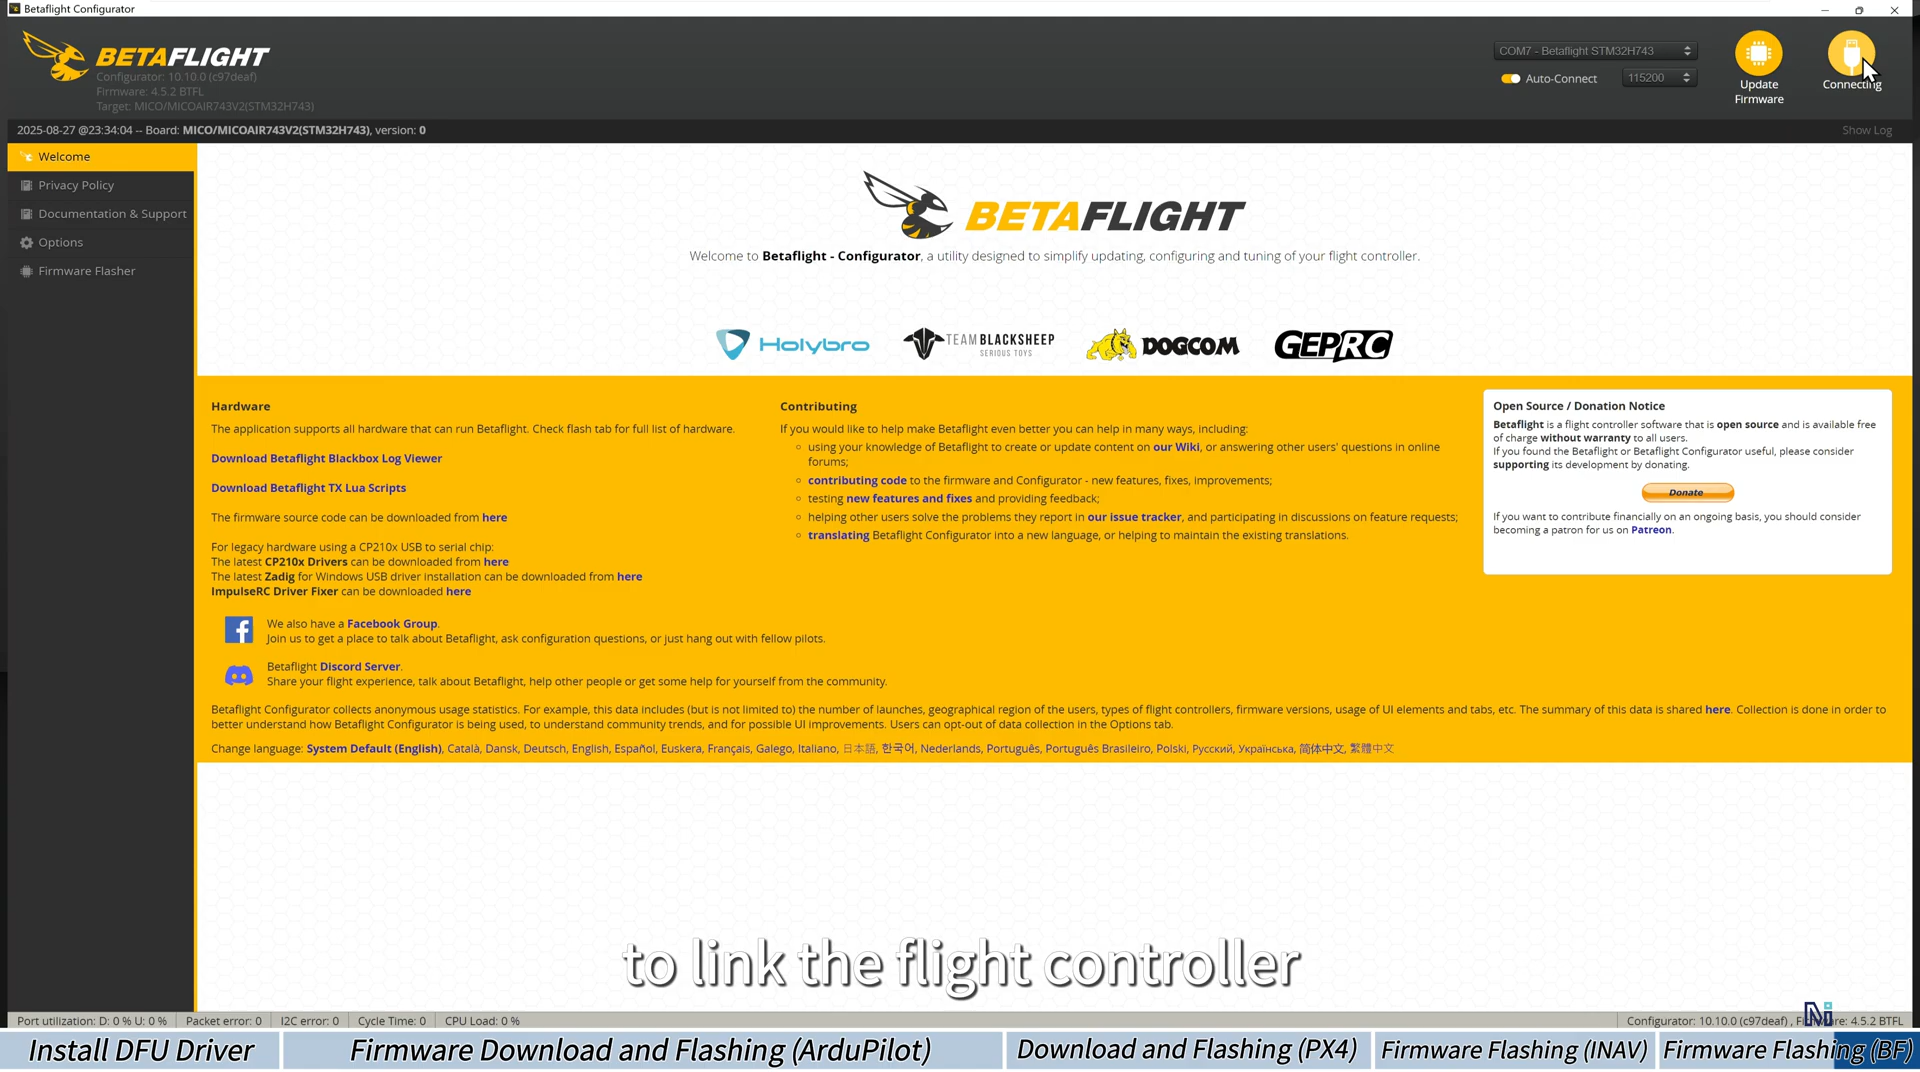 Betaflight Configurator
BETAFLIGHT
Configurator: 10.10.0 (c97deaf)
Firmware: 4.5.2 BTFL
Target: MICO/MICOAIR743V2(STM32H743)
COM7 - Betaflight STM32H743
Auto-Connect
115200
Update
Firmware
Connecting
2025-08-27 @23:34:04 -- Board: MICO/MICOAIR743V2(STM32H743), version: 0
Show Log
Welcome
Privacy Policy
Documentation & Support
Options
Firmware Flasher
BETAFLIGHT
Welcome to Betaflight - Configurator, a utility designed to simplify updating, configuring and tuning of your flight controller.
Holybro
TEAM BLACKSHEEP
SERIOUS TOYS
DOGCOM
GEPRC
Hardware
The application supports all hardware that can run Betaflight. Check flash tab for full list of hardware.
Download Betaflight Blackbox Log Viewer
Download Betaflight TX Lua Scripts
The firmware source code can be downloaded from here
For legacy hardware using a CP210x USB to serial chip:
The latest CP210x Drivers can be downloaded from here
The latest Zadig for Windows USB driver installation can be downloaded from here
ImpulseRC Driver Fixer can be downloaded here
We also have a Facebook Group.
Join us to get a place to talk about Betaflight, ask configuration questions, or just hang out with fellow pilots.
Betaflight Discord Server.
Share your flight experience, talk about Betaflight, help other people or get some help for yourself from the community.
Contributing
If you would like to help make Betaflight even better you can help in many ways, including:
using your knowledge of Betaflight to create or update content on our Wiki, or answering other users' questions in online
forums;
contributing code to the firmware and Configurator - new features, fixes, improvements;
testing new features and fixes and providing feedback;
helping other users solve the problems they report in our issue tracker, and participating in discussions on feature requests;
translating Betaflight Configurator into a new language, or helping to maintain the existing translations.
Open Source / Donation Notice
Betaflight is a flight controller software that is open source and is available free
of charge without warranty to all users.
If you found the Betaflight or Betaflight Configurator useful, please consider
supporting its development by donating.
Donate
If you want to contribute financially on an ongoing basis, you should consider
becoming a patron for us on Patreon.
Betaflight Configurator collects anonymous usage statistics. For example, this data includes (but is not limited to) the number of launches, geographical region of the users, types of flight controllers, firmware versions, usage of UI elements and tabs, etc. The summary of this data is shared here. Collection is done in order to
better understand how Betaflight Configurator is being used, to understand community trends, and for possible UI improvements. Users can opt-out of data collection in the Options tab.
Change language: System Default (English), Català, Dansk, Deutsch, English, Español, Euskera, Français, Galego, Italiano, 日本語, 한국어, Nederlands, Português, Português Brasileiro, Polski, Русский, Українська, 简体中文, 繁體中文
to link the flight controller
Port utilization: D: 0 % U: 0 %
Packet error: 0
I2C error: 0
Cycle Time: 0
CPU Load: 0 %
Configurator: 10.10.0 (c97deaf) , Firmware: 4.5.2 BTFL
Install DFU Driver
Firmware Download and Flashing (ArduPilot)
Download and Flashing (PX4)
Firmware Flashing (INAV)
Firmware Flashing (BF)